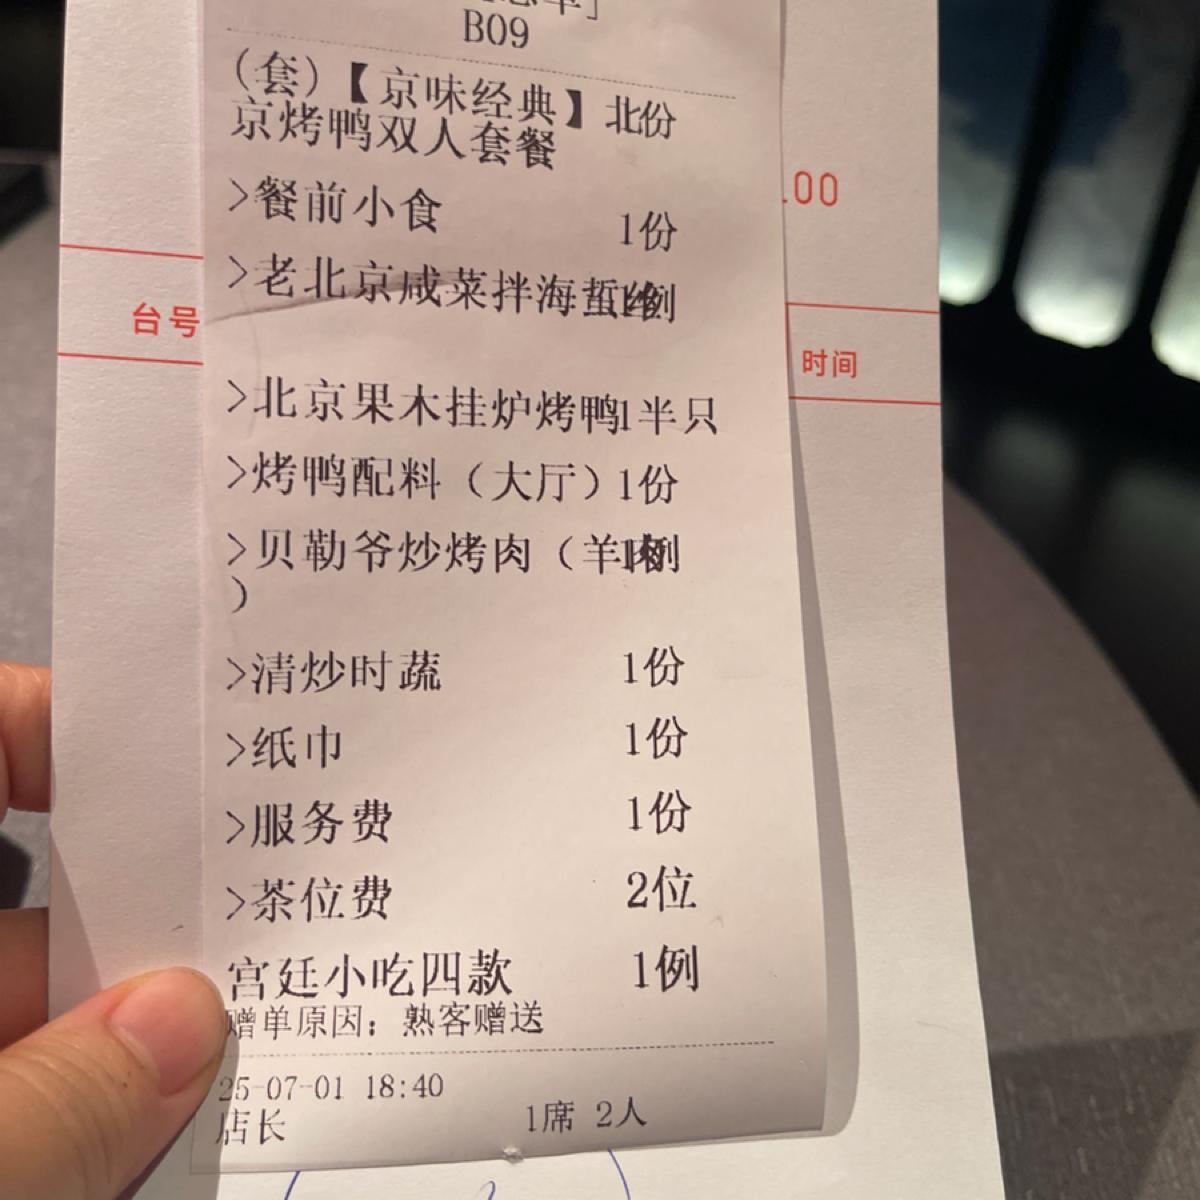 B09
(套)【京味经典】北份
京烤鸭双人套餐
.00
>餐前小食 1份
>老北京咸菜拌海蜇丝1例
台号
时间
>北京果木挂炉烤鸭1半只
>烤鸭配料（大厅）1份
>贝勒爷炒烤肉（羊肉1例
）
>清炒时蔬 1份
>纸巾 1份
>服务费 1份
>茶位费 2位
宫廷小吃四款 1例
赠单原因：熟客赠送
25-07-01 18:40
店长 1席 2人